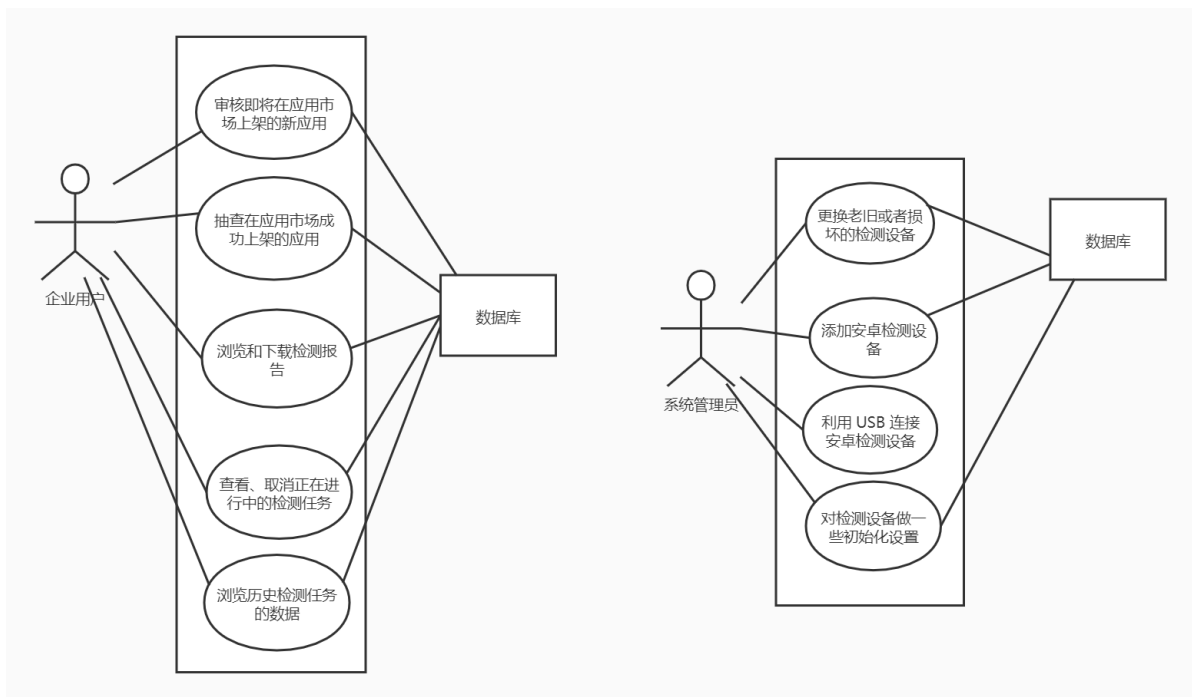 审核即将在应用市
场上架的新应用
抽查在应用市场成
功上架的应用
企业用户
浏览和下载检测报
告
查看、取消正在进
行中的检测任务
浏览历史检测任务
的数据
数据库
更换老旧或者损
坏的检测设备
添加安卓检测设
备
系统管理员
利用 USB 连接
安卓检测设备
对检测设备做一
些初始化设置
数据库